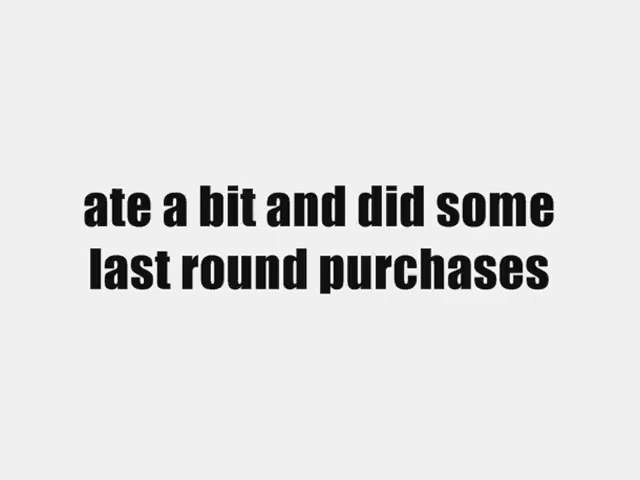 ate a bit and did some
last round purchases